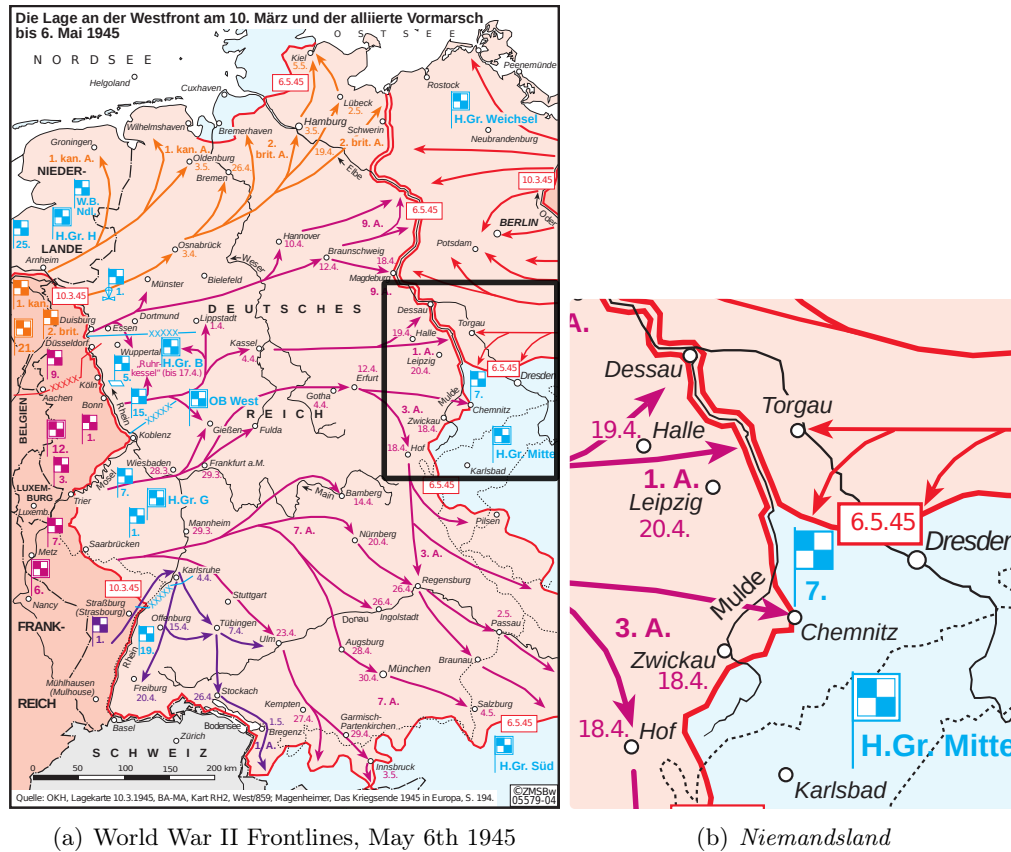 Die Lage an der Westfront am 10. März und der alliierte Vormarsch
bis 6. Mai 1945
O S T S E E
N O R D S E E
Kiel
5.5.
Peenemünde
Helgoland
6.5.45
Cuxhaven
Rostock
Lübeck
2.5.
H.Gr. Weichsel
Wilhelmshaven
Bremerhaven
Hamburg
3.5.
Schwerin
Neubrandenburg
Groningen
1. kan. A.
1. kan. A.
2.
brit. A.
2. brit. A.
19.4.
Oldenburg
3.5.
26.4.
Bremen
Elbe
NIEDER-
W.B.
Ndl.
10.3.45
H.Gr. H
9. A.
6.5.45
Oder
BERLIN
25.
LANDE
Hannover
10.4.
Osnabrück
3.4.
Braunschweig
12.4.
Potsdam
Arnheim
Weser
18.4.
Magdeburg
10.3.45
1.
Münster
Bielefeld
9. A.
1. kan.
D E U T S C H E S
Dessau
2. brit.
Duisburg
Essen
Dortmund
Lippstadt
1.4.
Torgau
21.
XXXXX
19.4.
Halle
Düsseldorf
Wuppertal
H.Gr. B
Kassel
4.4.
1. A.
Leipzig
20.4.
6.5.45
9.
5.
„Ruhr-
kessel" (bis 17.4.)
12.4.
Erfurt
7.
Dresden
Köln
XXXXX
Aachen
Bonn
Rhein
15.
XXXXX
OB West
Gotha
4.4.
Mulde
Chemnitz
BELGIEN
12.
1.
R E I C H
3. A.
Zwickau
18.4.
Koblenz
Gießen
Fulda
18.4.
Hof
H.Gr. Mitte
3.
Wiesbaden
28.3.
Frankfurt a.M.
29.3.
Karlsbad
LUXEM-
BURG
Mosel
7.
6.5.45
Trier
Luxemb.
H.Gr. G
Main
Bamberg
14.4.
Pilsen
7.
1.
Mannheim
29.3.
7. A.
Nürnberg
20.4.
3. A.
Metz
Saarbrücken
6.
10.3.45
Karlsruhe
4.4.
Regensburg
26.4.
Nancy
XXXXX
Stuttgart
26.4.
Ingolstadt
Straßburg
(Strasbourg)
2.5.
Passau
FRANK-
1.
Offenburg
15.4.
Tübingen
7.4.
Donau
19.
Ulm
23.4.
Augsburg
28.4.
Rhein
Braunau
Mühlhausen
(Mulhouse)
Freiburg
20.4.
München
30.4.
REICH
26.4.
Stockach
Kempten
27.4.
7. A.
Salzburg
4.5.
Basel
Bodensee
1.5.
Bregenz
Garmisch-
Partenkirchen
29.4.
6.5.45
Zürich
1. A.
S C H W E I Z
H.Gr. Süd
Innsbruck
3.5.
0 50 100 150 200 km
Quelle: OKH, Lagekarte 10.3.1945, BA-MA, Kart RH2, West/859; Magenheimer, Das Kriegsende 1945 in Europa, S. 194.
©ZMSBw
05579-04
A.
Dessau
Torgau
19.4.
Halle
1. A.
Leipzig
20.4.
6.5.45
Dresden
7.
Mulde
3. A.
Chemnitz
Zwickau
18.4.
18.4.
Hof
H.Gr. Mitte
Karlsbad
(a) World War II Frontlines, May 6th 1945
(b) Niemandsland